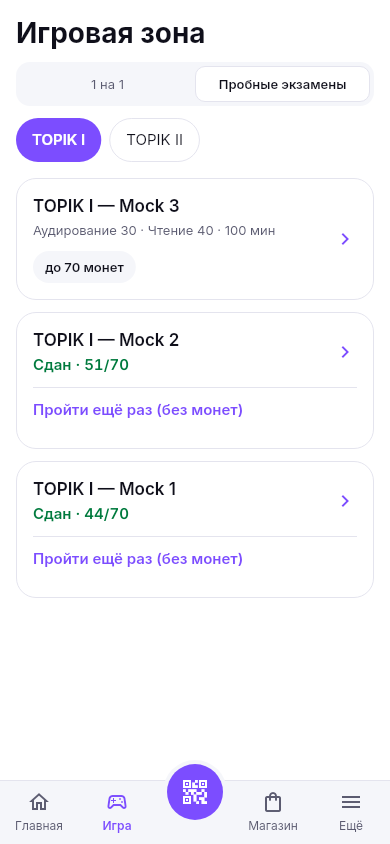 Игровая зона
1 на 1
Пробные экзамены
TOPIK I
TOPIK II
TOPIK I — Mock 3
Аудирование 30 · Чтение 40 · 100 мин
до 70 монет
TOPIK I — Mock 2
Сдан · 51/70
Пройти ещё раз (без монет)
TOPIK I — Mock 1
Сдан · 44/70
Пройти ещё раз (без монет)
Главная
Игра
Магазин
Ещё